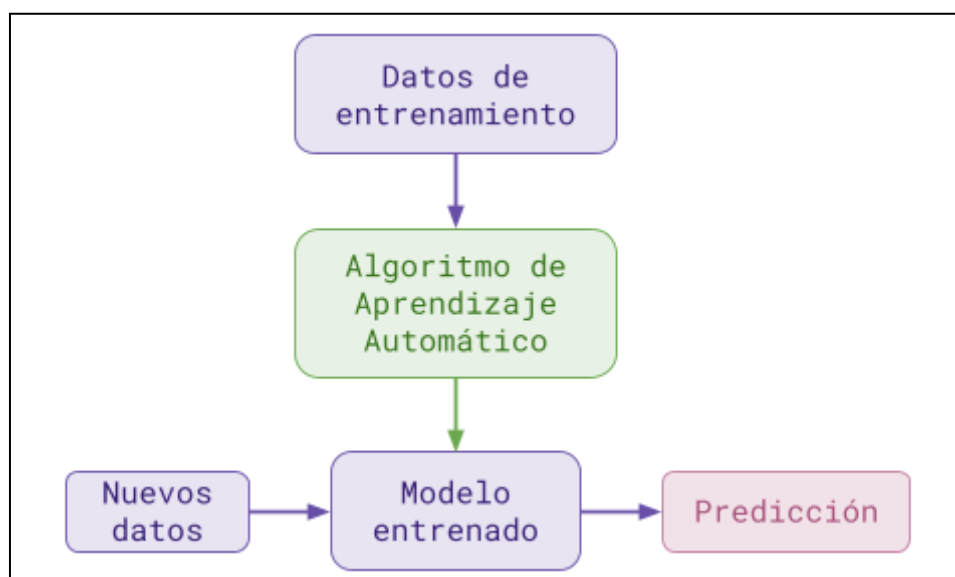 Datos de
entrenamiento
Algoritmo de
Aprendizaje
Automático
Nuevos
datos
Modelo
entrenado
Predicción